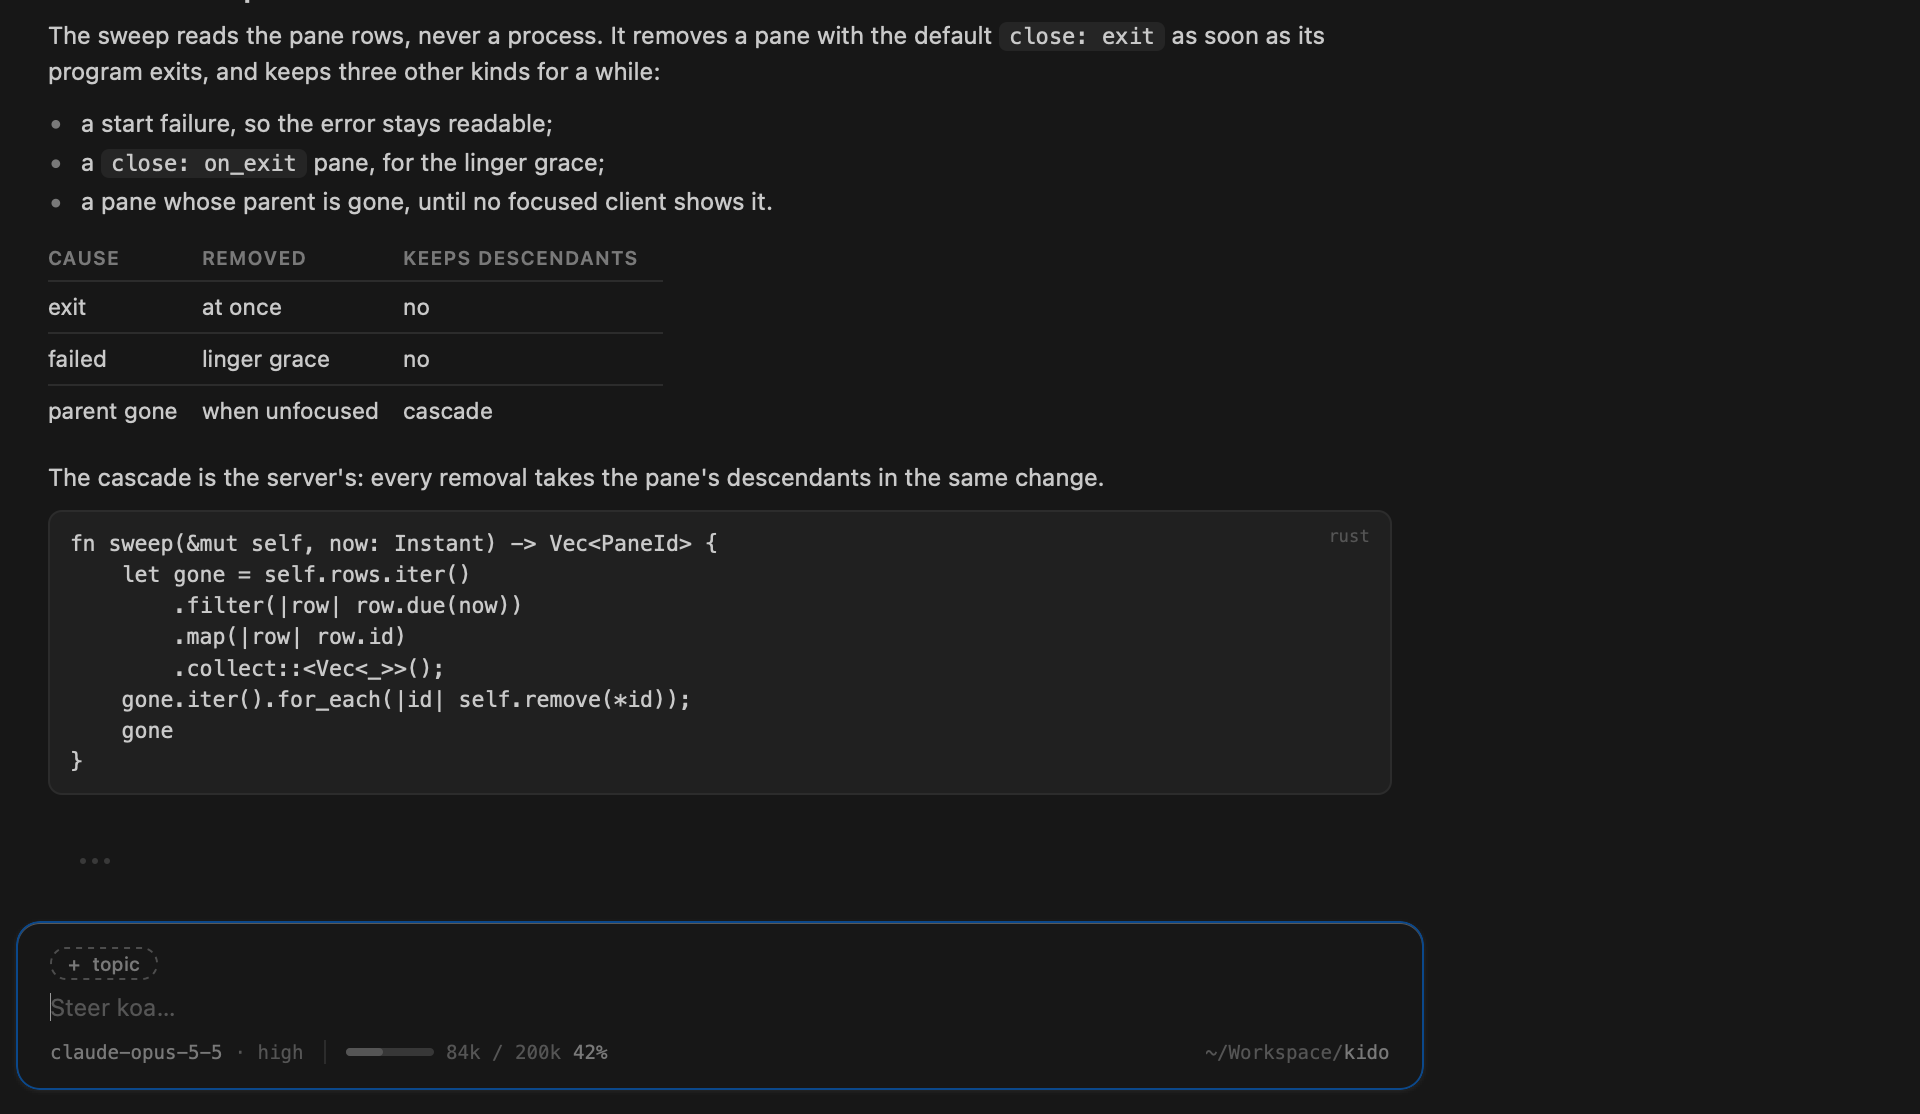 The sweep reads the pane rows, never a process. It removes a pane with the default close: exit as soon as its
program exits, and keeps three other kinds for a while:
• a start failure, so the error stays readable;
• a close: on_exit pane, for the linger grace;
• a pane whose parent is gone, until no focused client shows it.
CAUSE REMOVED KEEPS DESCENDANTS
exit at once no
failed linger grace no
parent gone when unfocused cascade
The cascade is the server's: every removal takes the pane's descendants in the same change.
rust
fn sweep(&mut self, now: Instant) -> Vec<PaneId> {
    let gone = self.rows.iter()
        .filter(|row| row.due(now))
        .map(|row| row.id)
        .collect::<Vec<_>>();
    gone.iter().for_each(|id| self.remove(*id));
    gone
}
+ topic
Steer koa...
claude-opus-5-5 · high | 84k / 200k 42% ~/Workspace/kido